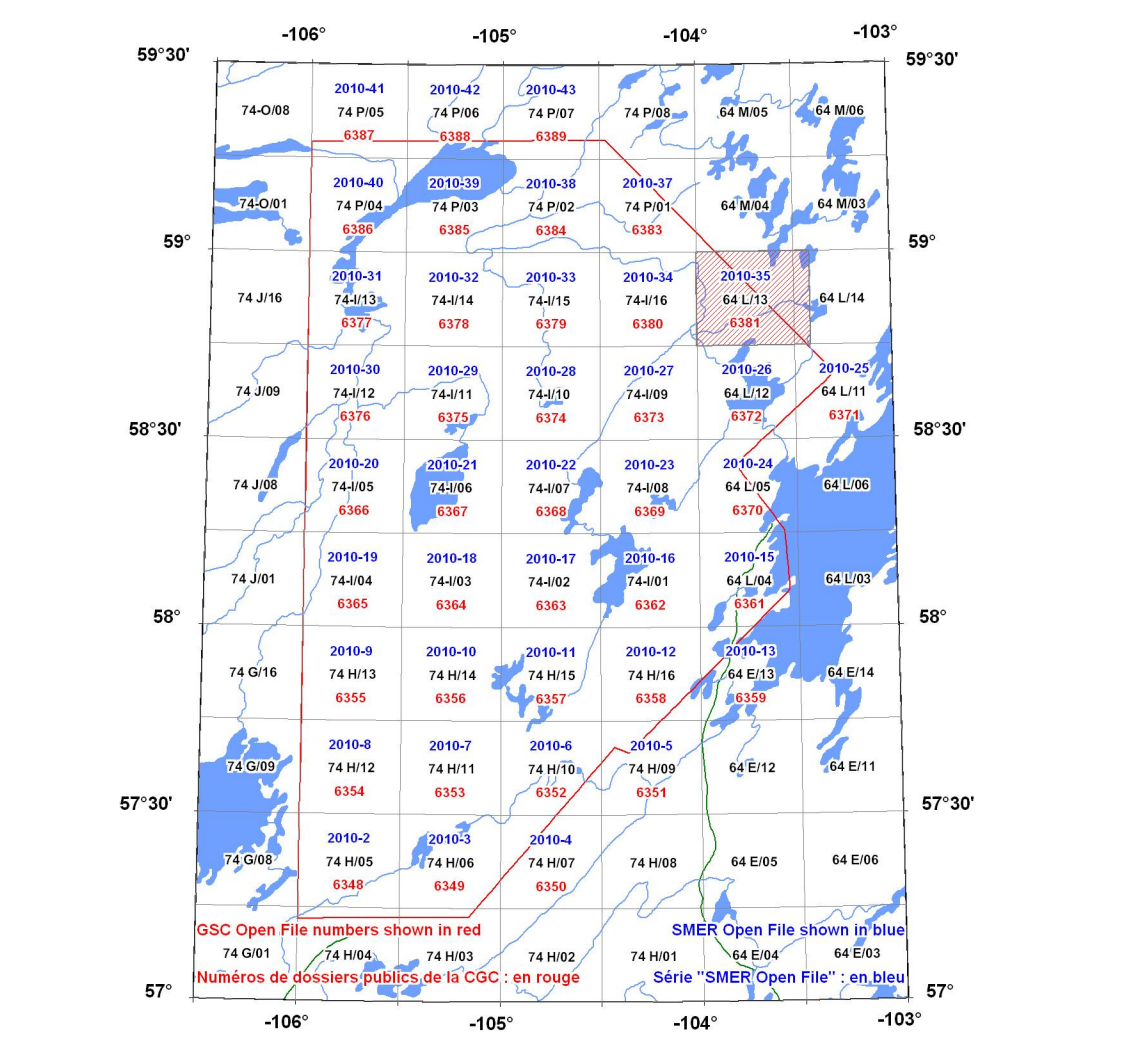 -106° -105° -104° -103°
59°30' 59°30'
2010-41 2010-42 2010-43
74-O/08 74 P/05 74 P/06 74 P/07 74 P/08 64 M/05 64 M/06
6387 6388 6389
2010-40 2010-39 2010-38 2010-37
74-O/01 74 P/04 74 P/03 74 P/02 74 P/01 64 M/04 64 M/03
6386 6385 6384 6383
59° 59°
2010-31 2010-32 2010-33 2010-34 2010-35
74 J/16 74-I/13 74-I/14 74-I/15 74-I/16 64 L/13 64 L/14
6377 6378 6379 6380 6381
2010-30 2010-29 2010-28 2010-27 2010-26 2010-25
74 J/09 74-I/12 74-I/11 74-I/10 74-I/09 64 L/12 64 L/11
6376 6375 6374 6373 6372 6371
58°30' 58°30'
2010-20 2010-21 2010-22 2010-23 2010-24
74 J/08 74-I/05 74-I/06 74-I/07 74-I/08 64 L/05 64 L/06
6366 6367 6368 6369 6370
2010-19 2010-18 2010-17 2010-16 2010-15
74 J/01 74-I/04 74-I/03 74-I/02 74-I/01 64 L/04 64 L/03
6365 6364 6363 6362 6361
58° 58°
2010-9 2010-10 2010-11 2010-12 2010-13
74 G/16 74 H/13 74 H/14 74 H/15 74 H/16 64 E/13 64 E/14
6355 6356 6357 6358 6359
2010-8 2010-7 2010-6 2010-5
74 G/09 74 H/12 74 H/11 74 H/10 74 H/09 64 E/12 64 E/11
6354 6353 6352 6351
57°30' 57°30'
2010-2 2010-3 2010-4
74 G/08 74 H/05 74 H/06 74 H/07 74 H/08 64 E/05 64 E/06
6348 6349 6350
GSC Open File numbers shown in red SMER Open File shown in blue
74 G/01 74 H/04 74 H/03 74 H/02 74 H/01 64 E/04 64 E/03
Numéros de dossiers publics de la CGC : en rouge Série "SMER Open File" : en bleu
57° 57°
-106° -105° -104° -103°